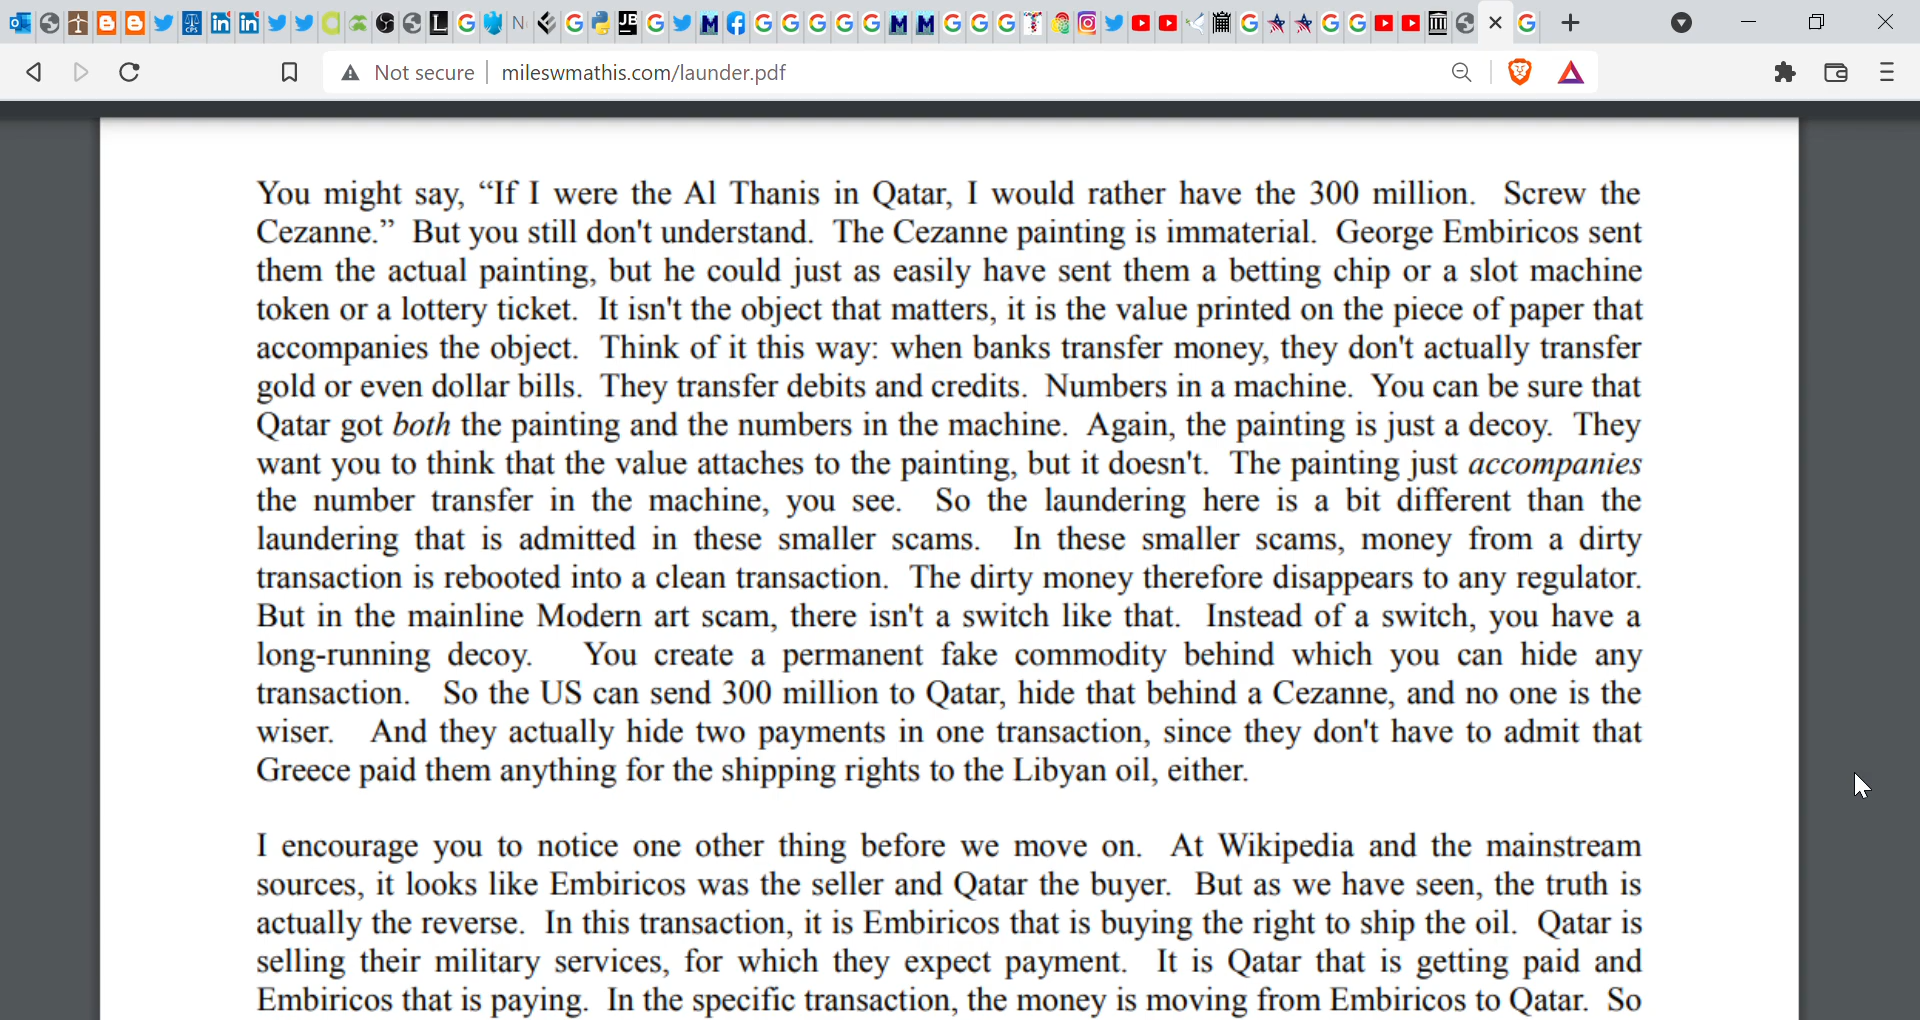 Not secure
mileswmathis.com/launder.pdf
You might say, “If I were the Al Thanis in Qatar, I would rather have the 300 million. Screw the
Cezanne.” But you still don't understand. The Cezanne painting is immaterial. George Embiricos sent
them the actual painting, but he could just as easily have sent them a betting chip or a slot machine
token or a lottery ticket. It isn't the object that matters, it is the value printed on the piece of paper that
accompanies the object. Think of it this way: when banks transfer money, they don't actually transfer
gold or even dollar bills. They transfer debits and credits. Numbers in a machine. You can be sure that
Qatar got both the painting and the numbers in the machine. Again, the painting is just a decoy. They
want you to think that the value attaches to the painting, but it doesn't. The painting just accompanies
the number transfer in the machine, you see. So the laundering here is a bit different than the
laundering that is admitted in these smaller scams. In these smaller scams, money from a dirty
transaction is rebooted into a clean transaction. The dirty money therefore disappears to any regulator.
But in the mainline Modern art scam, there isn't a switch like that. Instead of a switch, you have a
long-running decoy. You create a permanent fake commodity behind which you can hide any
transaction. So the US can send 300 million to Qatar, hide that behind a Cezanne, and no one is the
wiser. And they actually hide two payments in one transaction, since they don't have to admit that
Greece paid them anything for the shipping rights to the Libyan oil, either.
I encourage you to notice one other thing before we move on. At Wikipedia and the mainstream
sources, it looks like Embiricos was the seller and Qatar the buyer. But as we have seen, the truth is
actually the reverse. In this transaction, it is Embiricos that is buying the right to ship the oil. Qatar is
selling their military services, for which they expect payment. It is Qatar that is getting paid and
Embiricos that is paying. In the specific transaction, the money is moving from Embiricos to Qatar. So